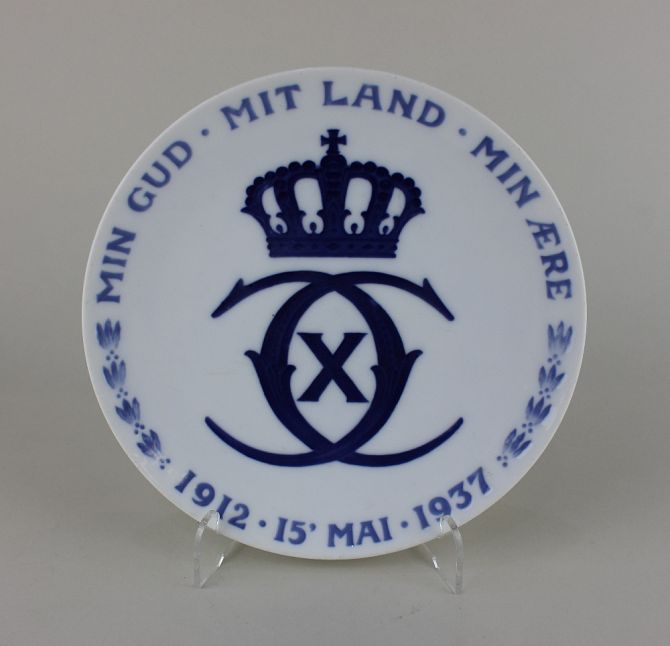 MIN GUD · MIT LAND · MIN ÆRE
X
1912 · 15' MAI · 1937